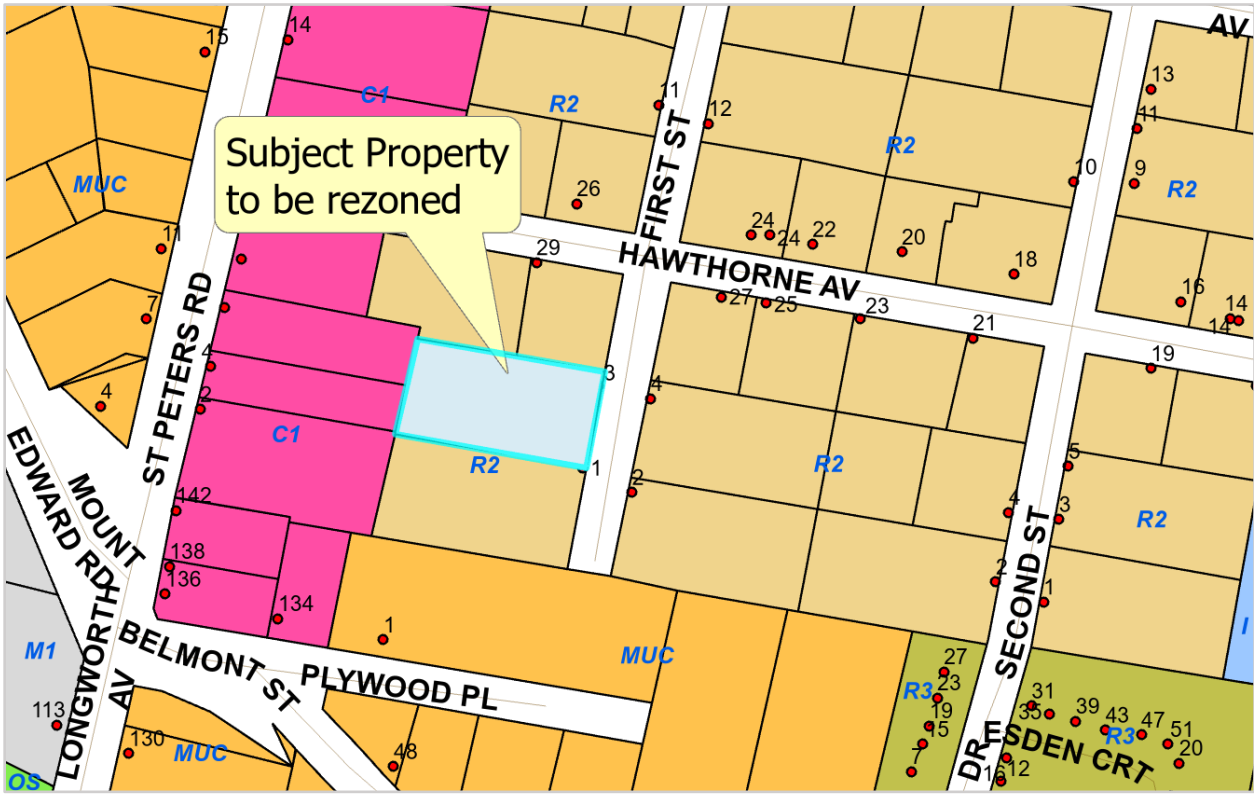 AV
15
14
13
C1
R2
11
11
12
R2
MUC
10
9
R2
Subject Property
to be rezoned
26
FIRST ST
24
24
22
20
18
11
29
HAWTHORNE AV
16
14
14
7
27
25
23
21
19
ST PETERS RD
4
3
4
4
2
C1
R2
1
R2
2
5
MOUNT
EDWARD RD
142
4
3
R2
SECOND ST
138
136
134
2
1
1
I
BELMONT ST
M1
LONGWORTH
AV
PLYWOOD PL
MUC
27
R3
23
19
15
7
31
35
39
43
R3
47
51
20
113
130
MUC
48
DRESDEN CRT
12
16
OS